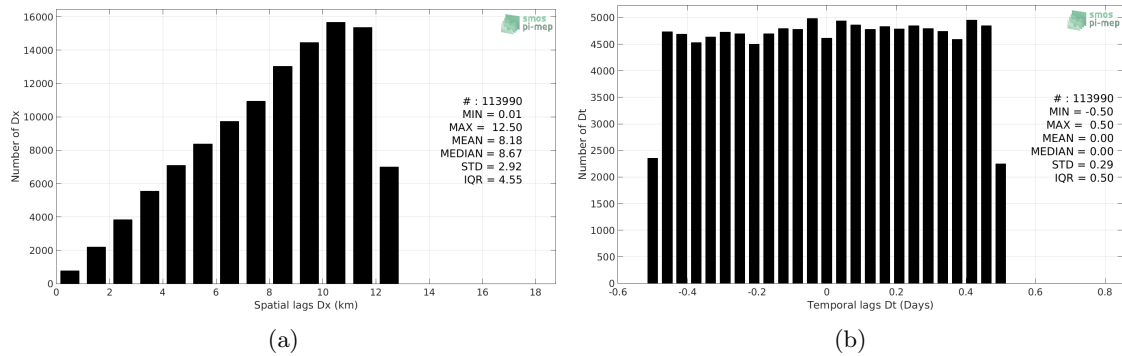 16000
14000
12000
10000
8000
6000
4000
2000
0
Number of Dx
smos
pi-mep
# : 113990
MIN = 0.01
MAX = 12.50
MEAN = 8.18
MEDIAN = 8.67
STD = 2.92
IQR = 4.55
0 2 4 6 8 10 12 14 16 18
Spatial lags Dx (km)
(a)
5000
4500
4000
3500
3000
2500
2000
1500
1000
500
0
Number of Dt
smos
pi-mep
# : 113990
MIN = -0.50
MAX = 0.50
MEAN = 0.00
MEDIAN = 0.00
STD = 0.29
IQR = 0.50
-0.6 -0.4 -0.2 0 0.2 0.4 0.6 0.8
Temporal lags Dt (Days)
(b)